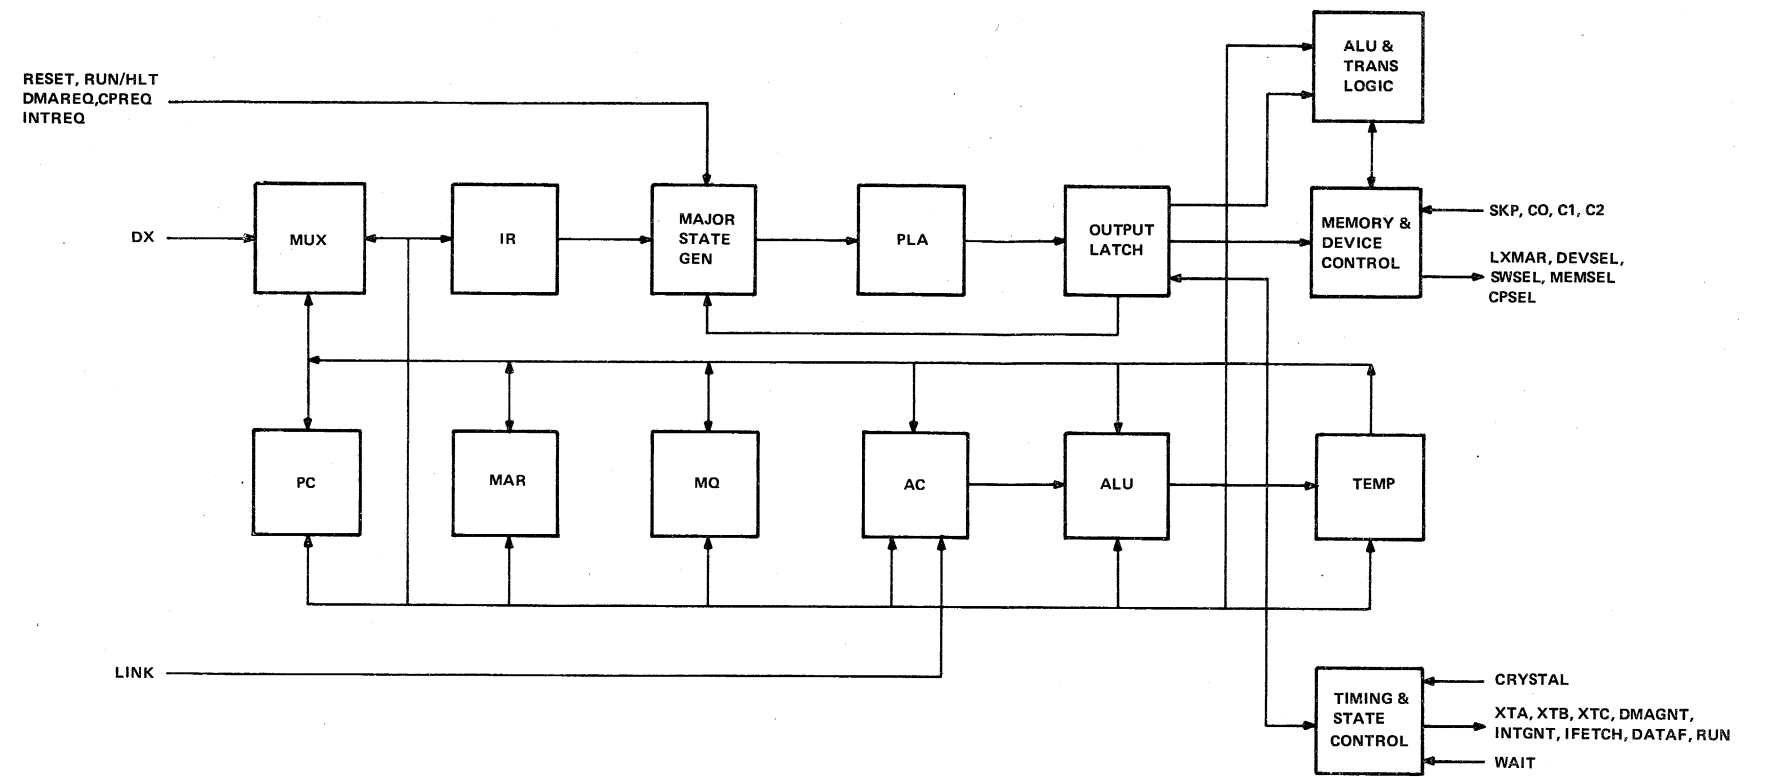 ALU &
TRANS
LOGIC
RESET, RUN/HLT
DMAREQ,CPREQ
INTREQ
DX
MUX
IR
MAJOR
STATE
GEN
PLA
OUTPUT
LATCH
MEMORY &
DEVICE
CONTROL
SKP, CO, C1, C2
LXMAR, DEVSEL,
SWSEL, MEMSEL
CPSEL
PC
MAR
MQ
AC
ALU
TEMP
LINK
TIMING &
STATE
CONTROL
CRYSTAL
XTA, XTB, XTC, DMAGNT,
INTGNT, IFETCH, DATAF, RUN
WAIT